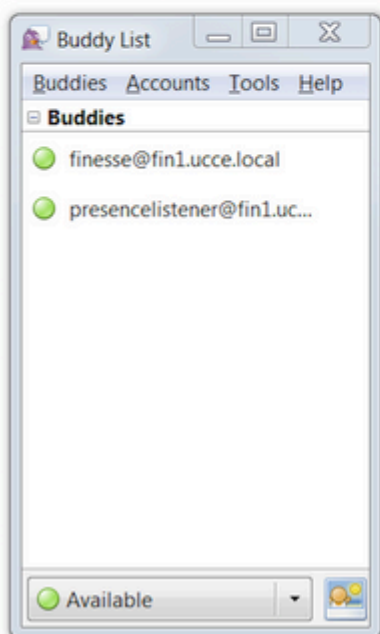 Buddy List
Buddies Accounts Tools Help
Buddies
finesse@fin1.ucce.local
presencelistener@fin1.uc...
Available